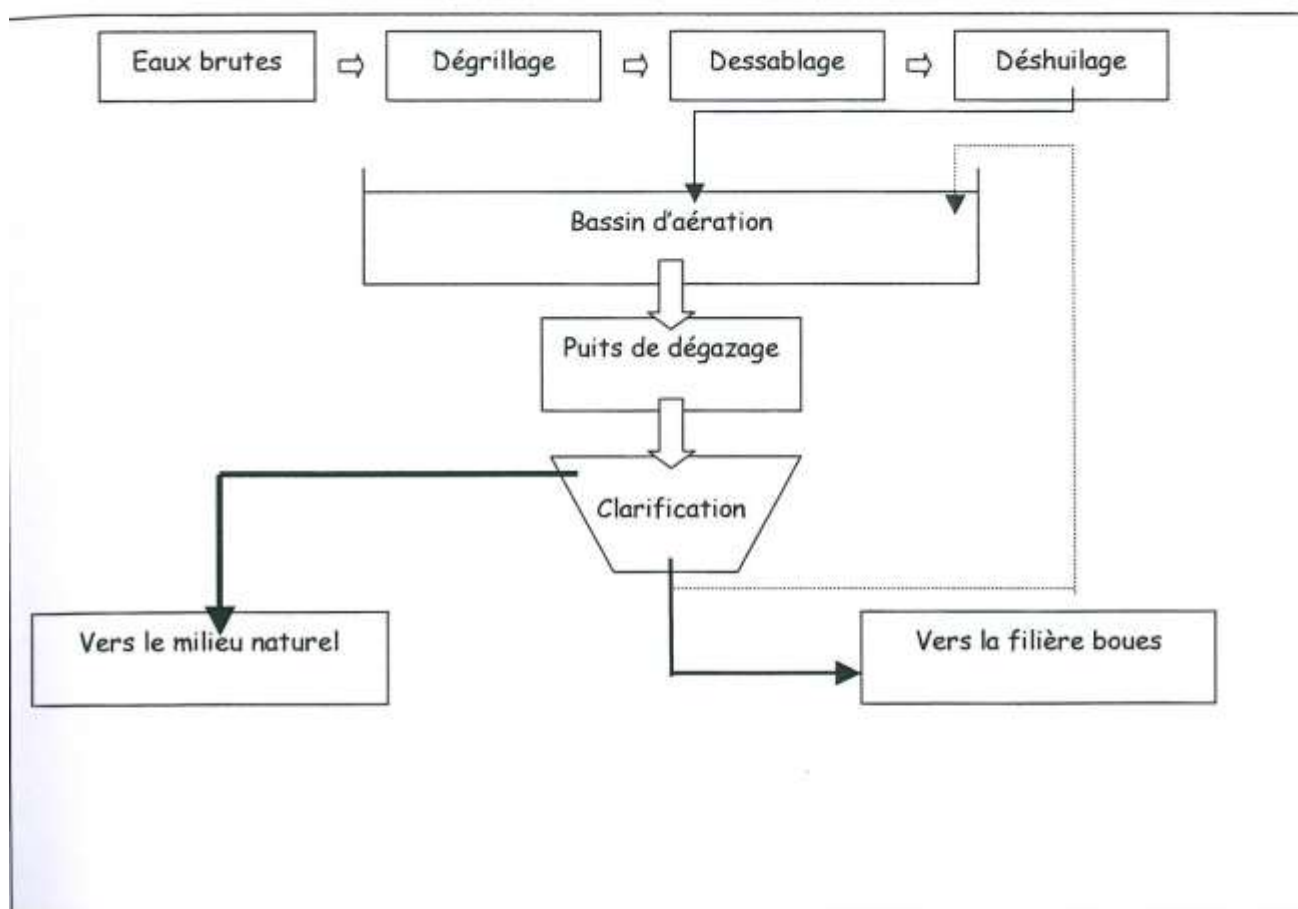 Eaux brutes
Dégrillage
Dessablage
Déshuilage
Bassin d'aération
Puits de dégazage
Clarification
Vers le milieu naturel
Vers la filière boues